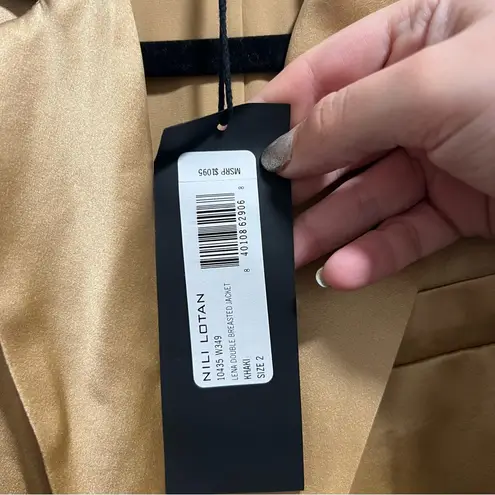 MSRP $1,095
8 40108 62906 8
NILI LOTAN
10435 W349
LENA DOUBLE BREASTED JACKET
KHAKI
SIZE 2